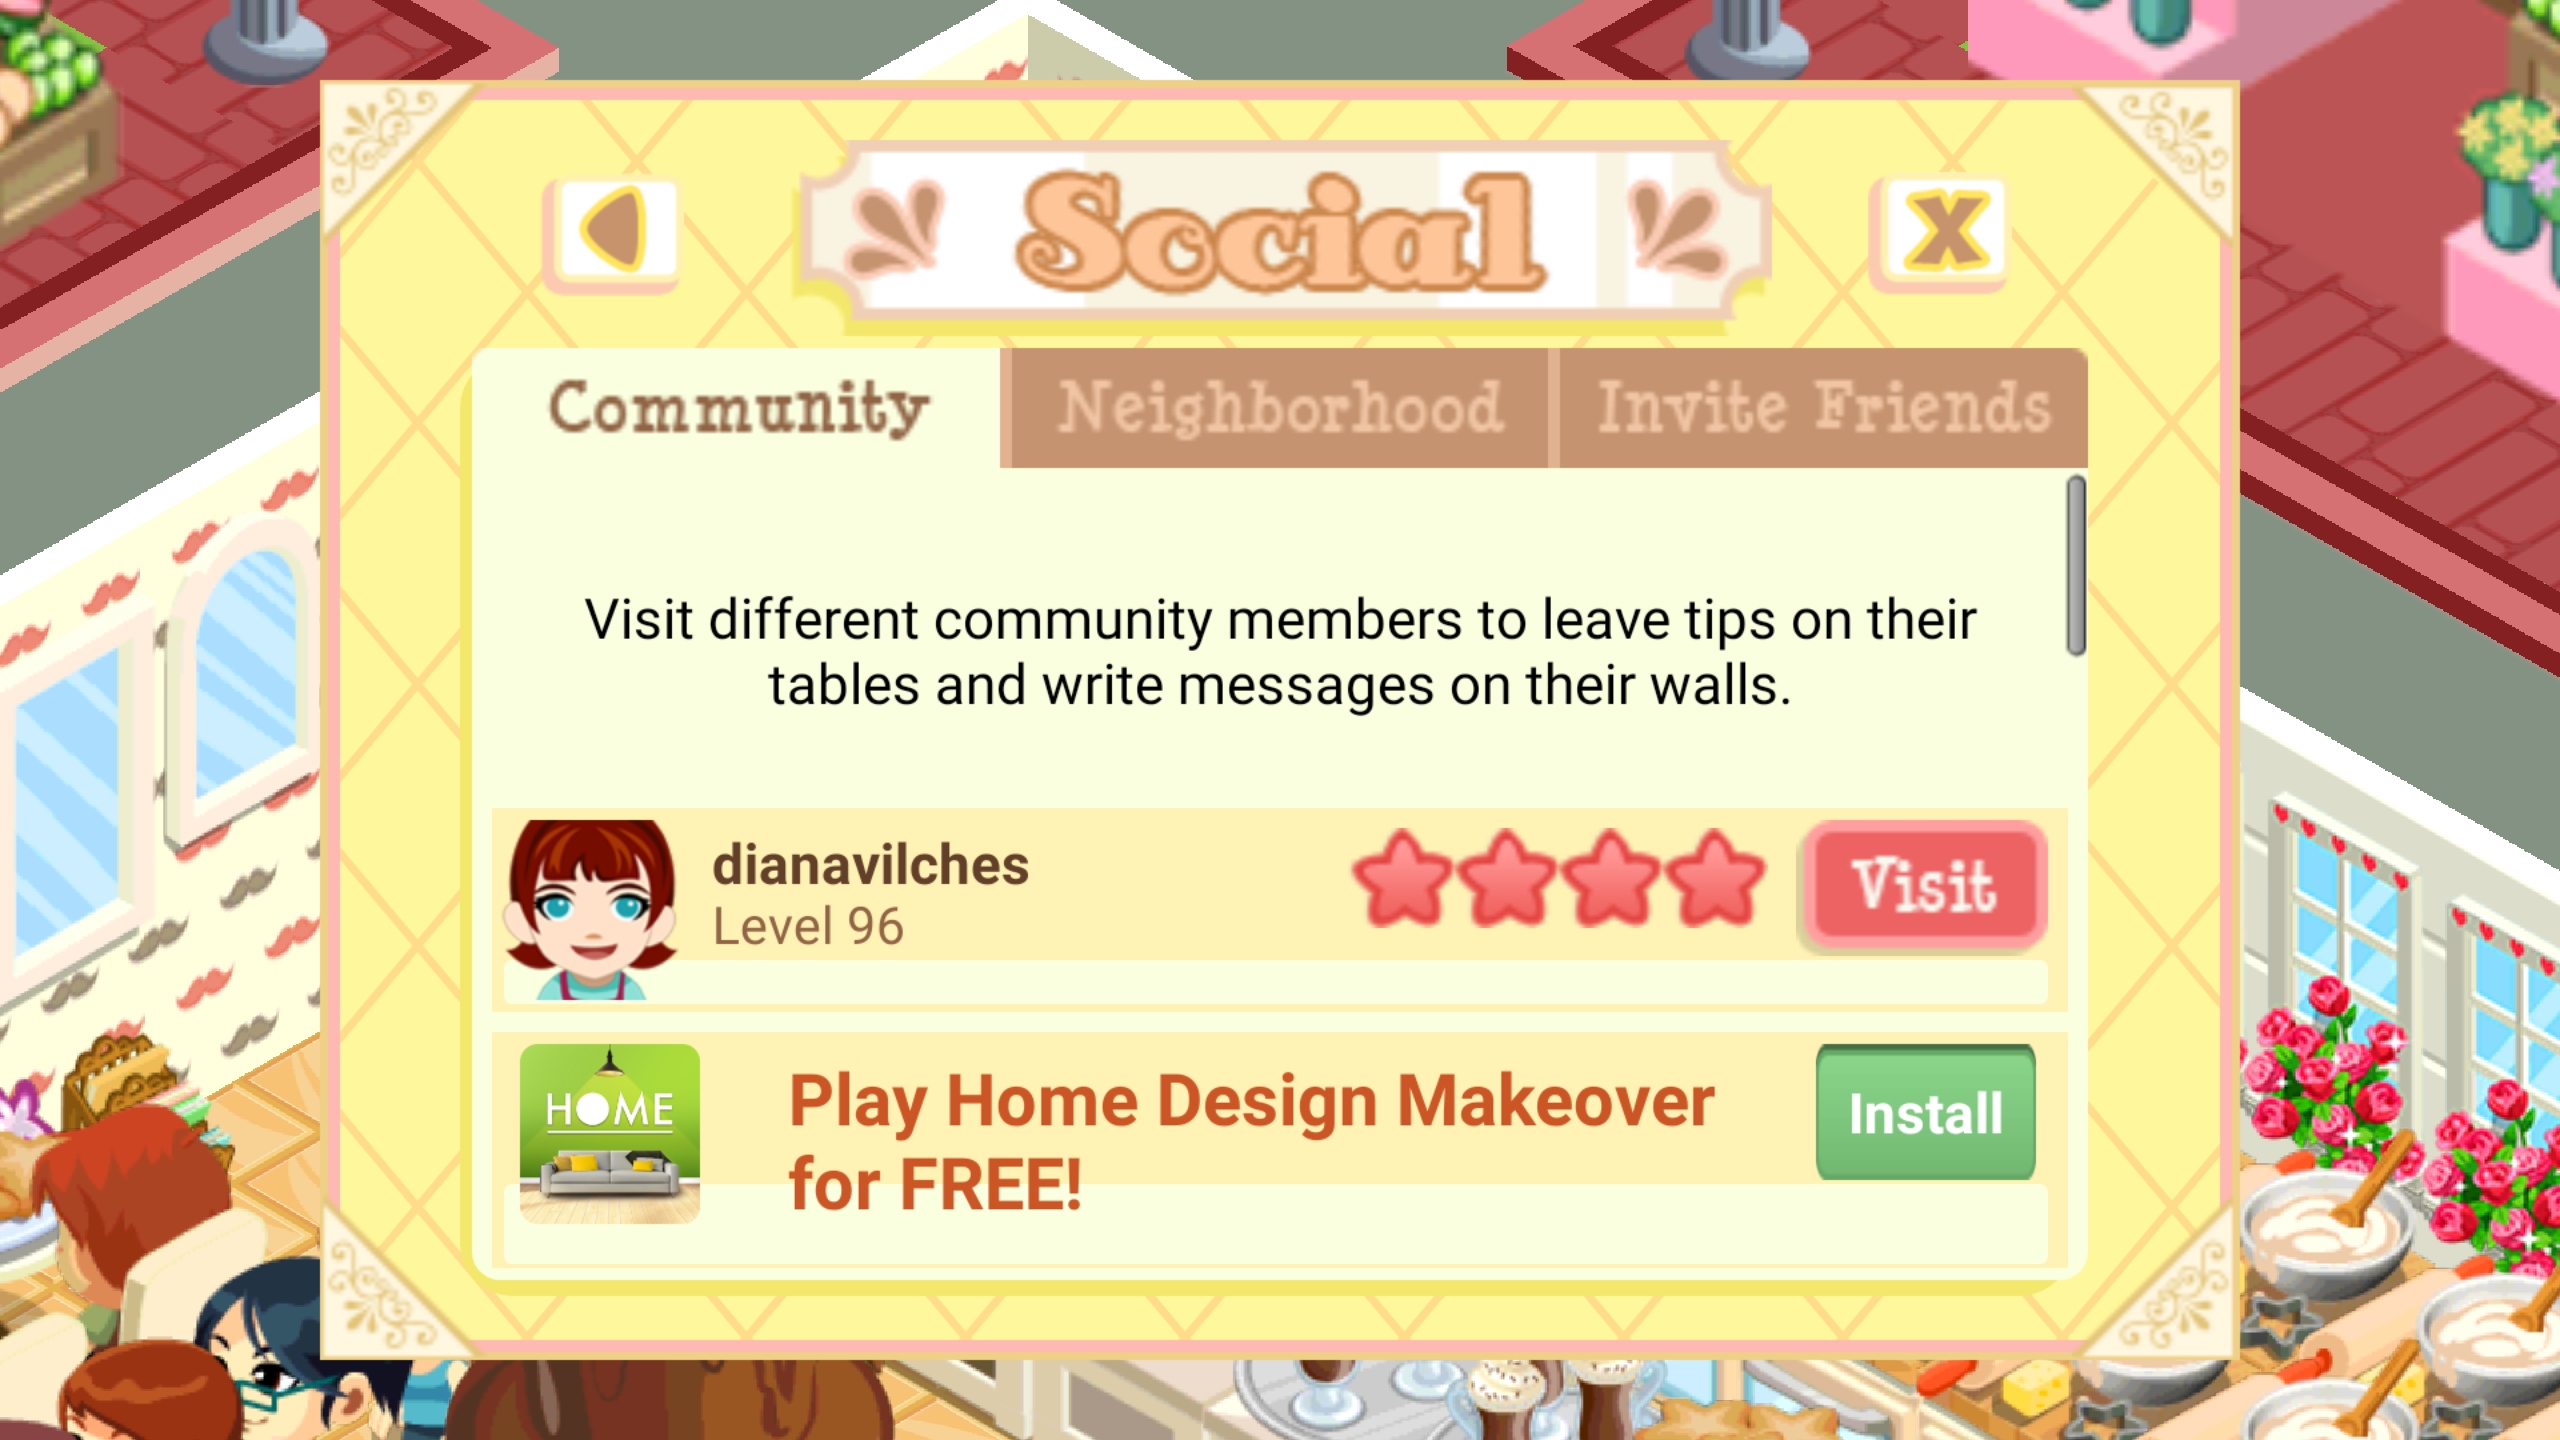 Social
Community
Neighborhood
Invite Friends
Visit different community members to leave tips on their
tables and write messages on their walls.
dianavilches
Level 96
Visit
HOME
Play Home Design Makeover
for FREE!
Install